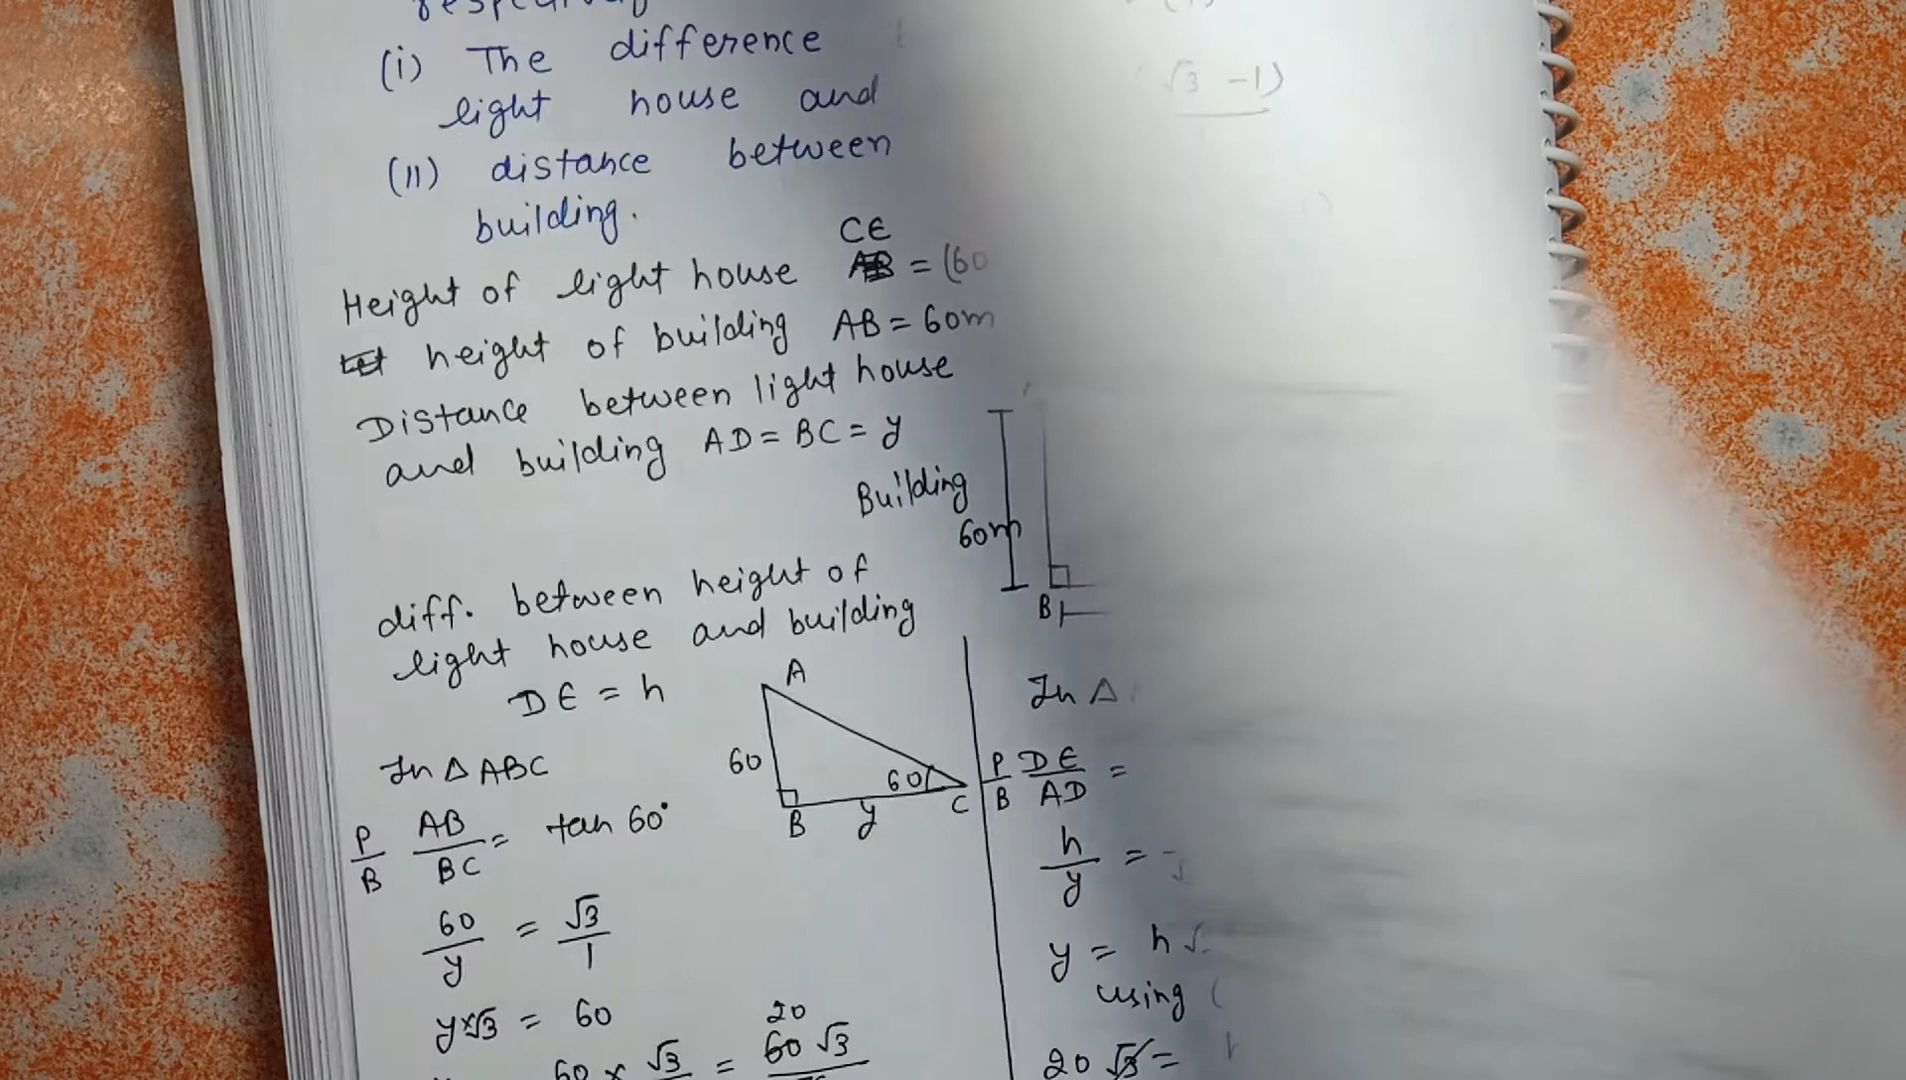 (i) The difference
light house and
(ii) distance between
building.
CE
Height of light house AB = (60
Let height of building AB = 60m
Distance between light house
and building AD = BC = y
Building
60m
B
diff. between height of
light house and building
DE = h
A
60
60
B
y
C
In △ ABC
P/B AB/BC = tan 60°
60/y = √3/1
y×√3 = 60
20
60 × √3 = 60√3
√3 -1)
In △
P/B DE/AD =
h/y =
y = h√
using (
20√3 =